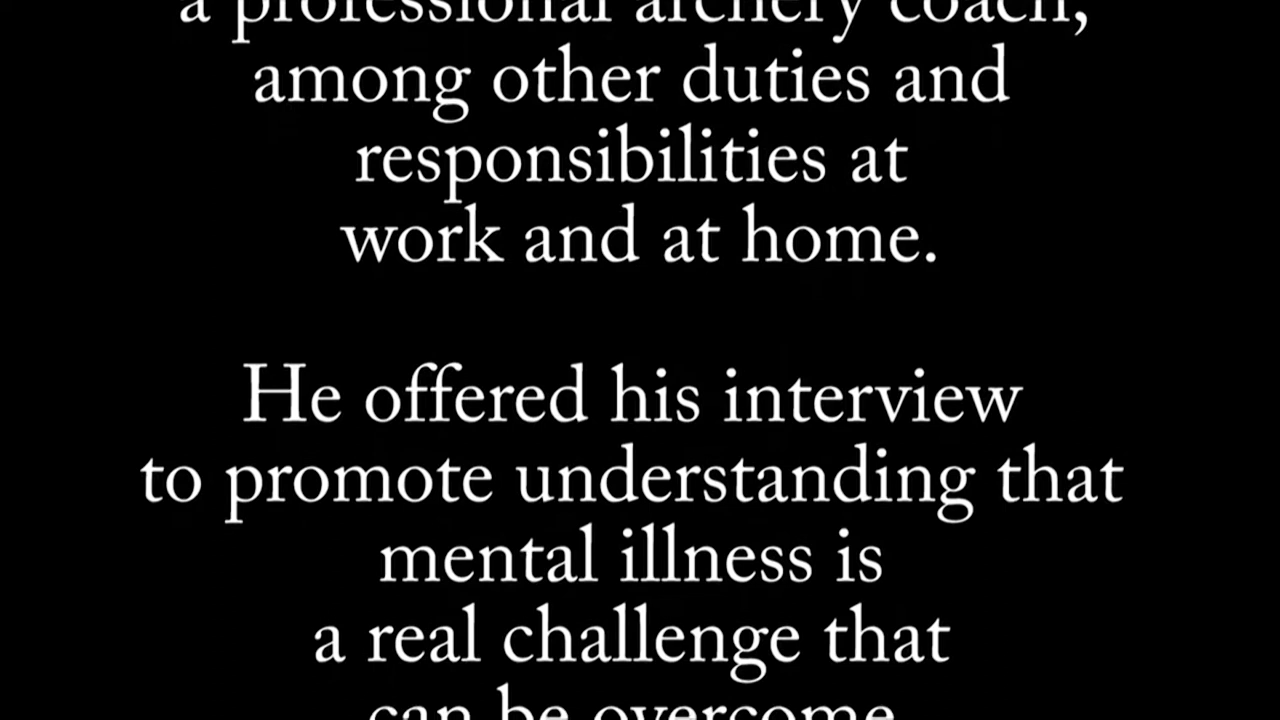 a professional archery coach,
among other duties and
responsibilities at
work and at home.
He offered his interview
to promote understanding that
mental illness is
a real challenge that
can be overcome